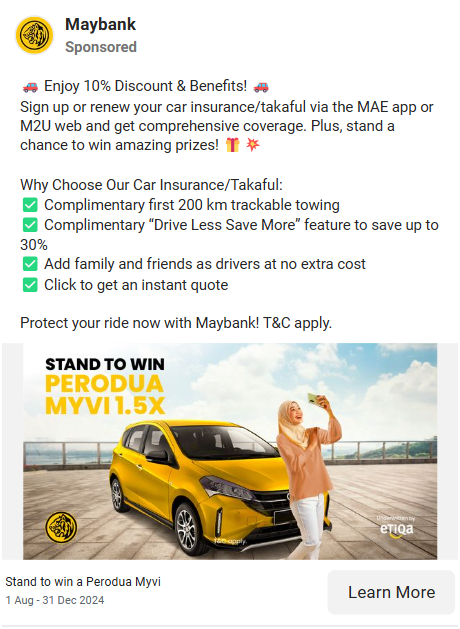 Maybank
Sponsored
🚗 Enjoy 10% Discount & Benefits! 🚗
Sign up or renew your car insurance/takaful via the MAE app or
M2U web and get comprehensive coverage. Plus, stand a
chance to win amazing prizes! 🎁 💥
Why Choose Our Car Insurance/Takaful:
✅ Complimentary first 200 km trackable towing
✅ Complimentary “Drive Less Save More” feature to save up to
30%
✅ Add family and friends as drivers at no extra cost
✅ Click to get an instant quote
Protect your ride now with Maybank! T&C apply.
STAND TO WIN
PERODUA
MYVI 1.5X
Underwritten by
etiQa
T&C apply.
Stand to win a Perodua Myvi
1 Aug - 31 Dec 2024
Learn More